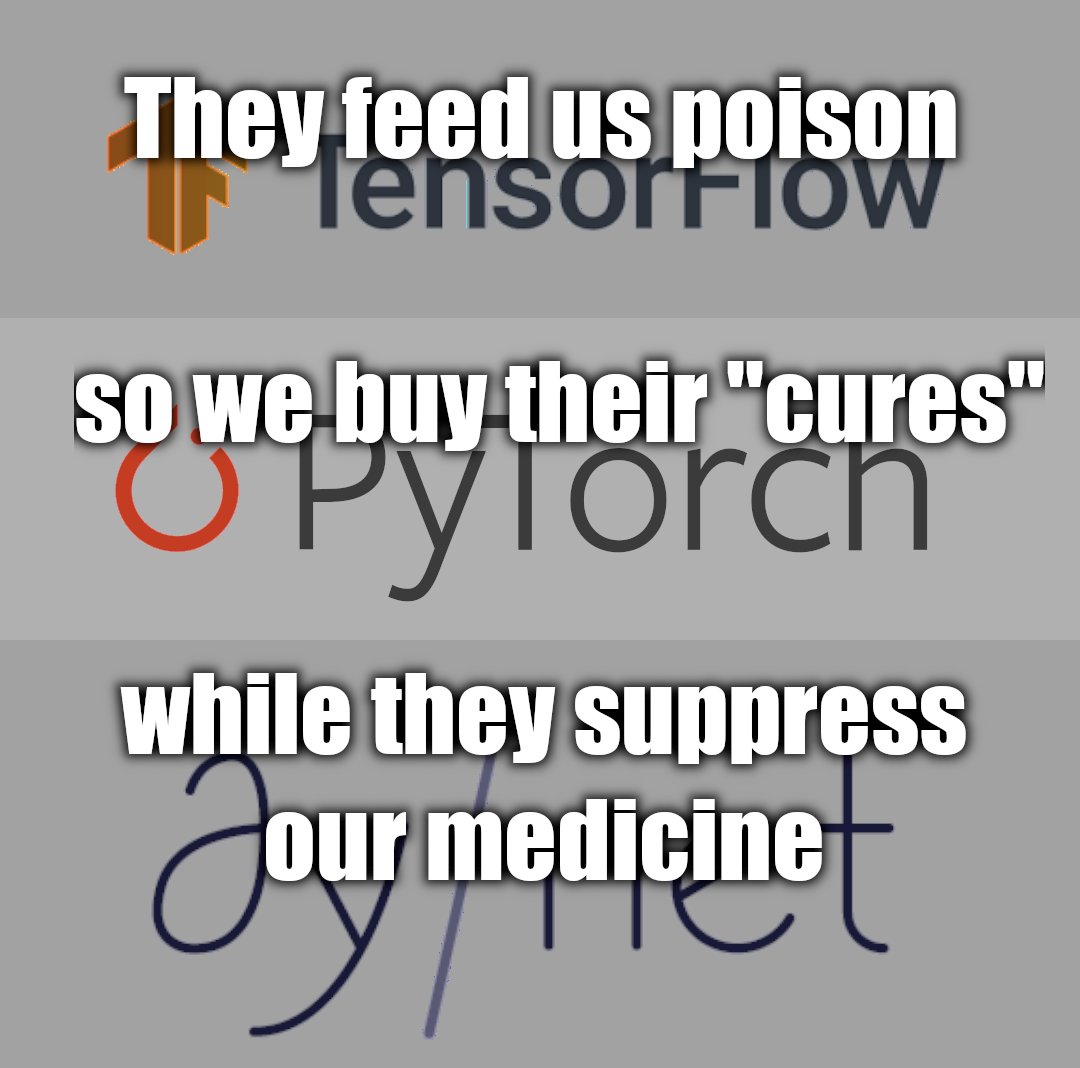 They feed us poison
TensorFlow
so we buy their "cures"
PyTorch
while they suppress
our medicine
∂y/net